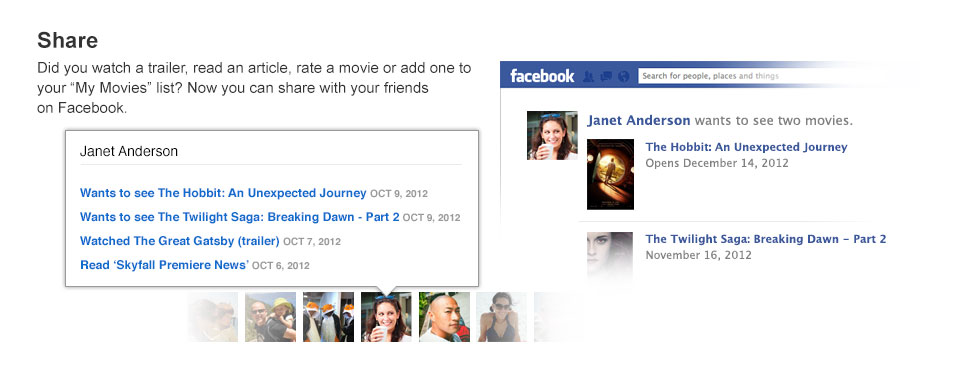 Share
Did you watch a trailer, read an article, rate a movie or add one to
your “My Movies” list? Now you can share with your friends
on Facebook.
Janet Anderson
Wants to see The Hobbit: An Unexpected Journey OCT 9, 2012
Wants to see The Twilight Saga: Breaking Dawn - Part 2 OCT 9, 2012
Watched The Great Gatsby (trailer) OCT 7, 2012
Read ‘Skyfall Premiere News’ OCT 6, 2012
facebook
Search for people, places and things
Janet Anderson wants to see two movies.
The Hobbit: An Unexpected Journey
Opens December 14, 2012
The Twilight Saga: Breaking Dawn – Part 2
November 16, 2012